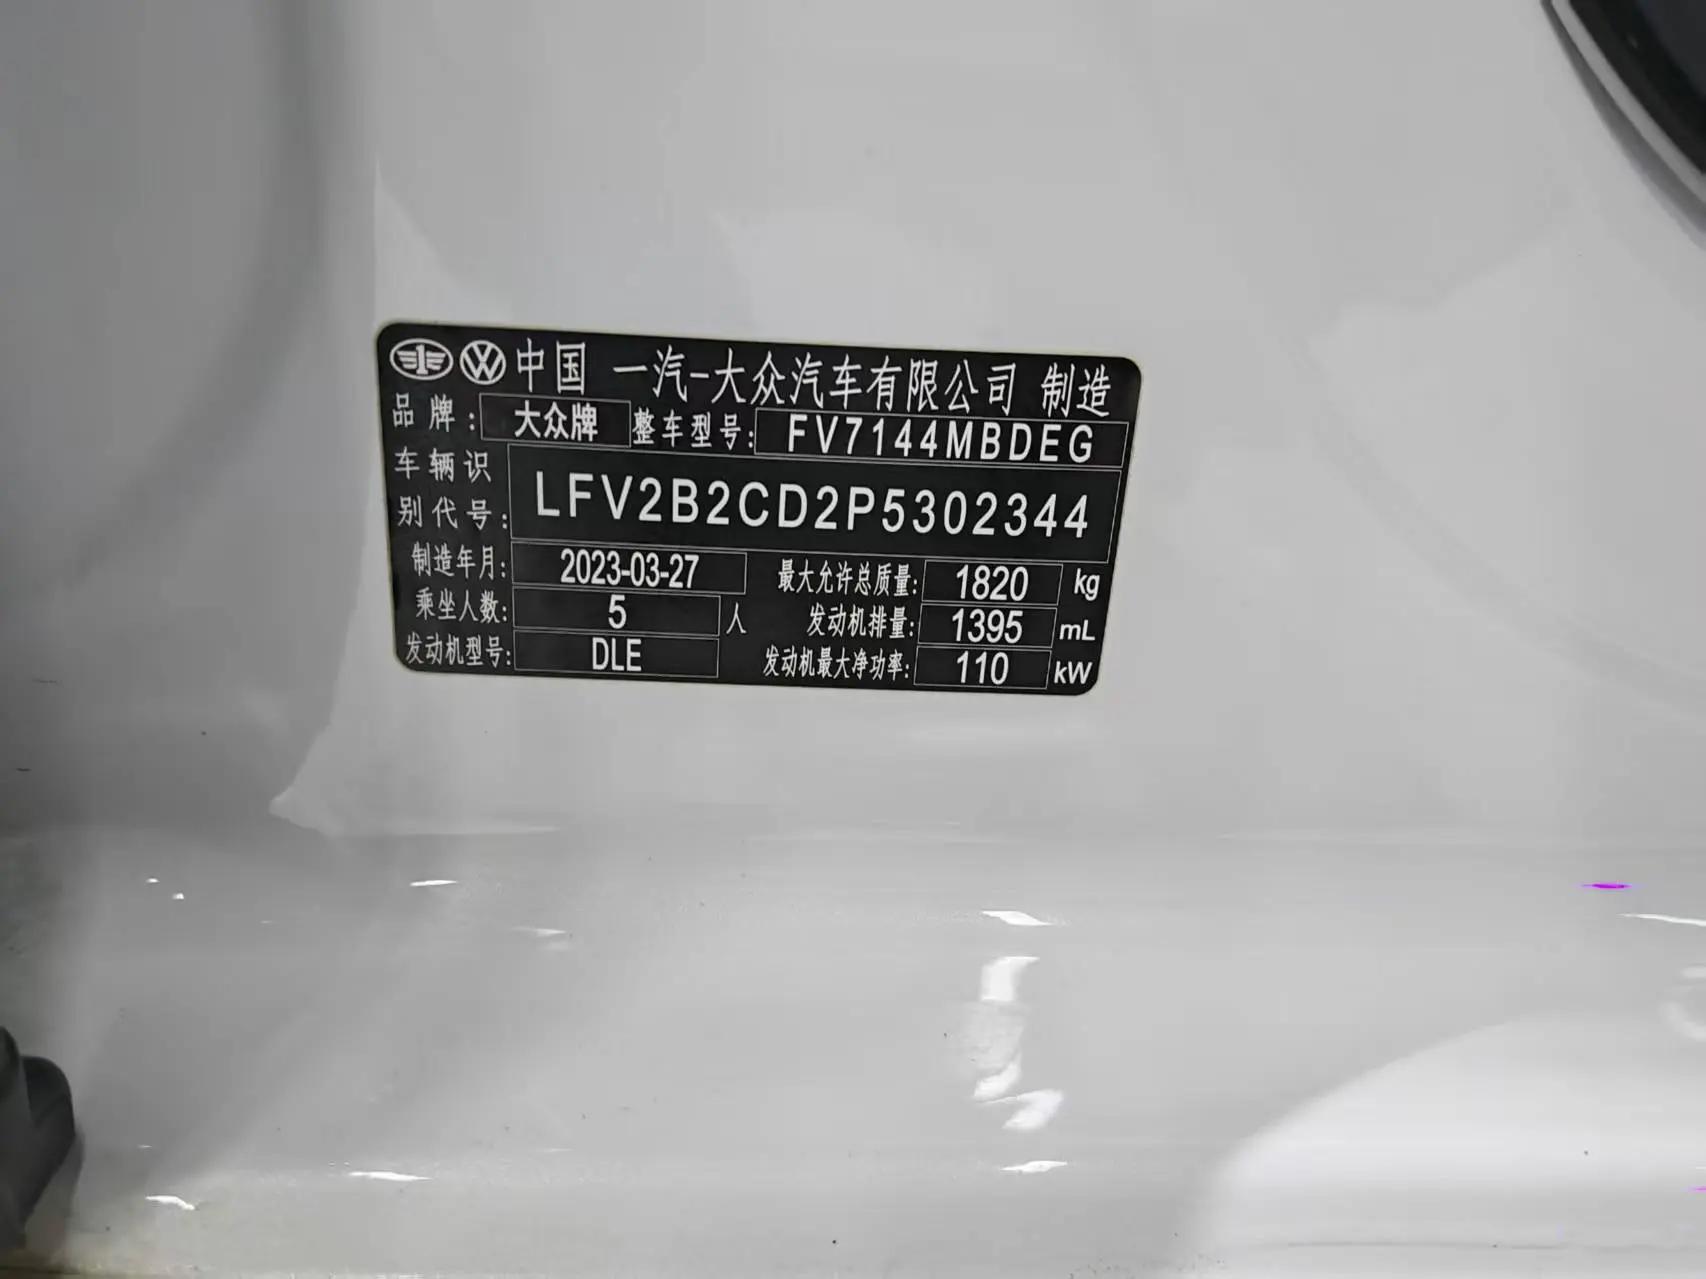 中国 一汽-大众汽车有限公司 制造
品牌: 大众牌 整车型号: FV7144MBDEG
车辆识别代号: LFV2B2CD2P5302344
制造年月: 2023-03-27 最大允许总质量: 1820 kg
乘坐人数: 5 人 发动机排量: 1395 mL
发动机型号: DLE 发动机最大净功率: 110 kW